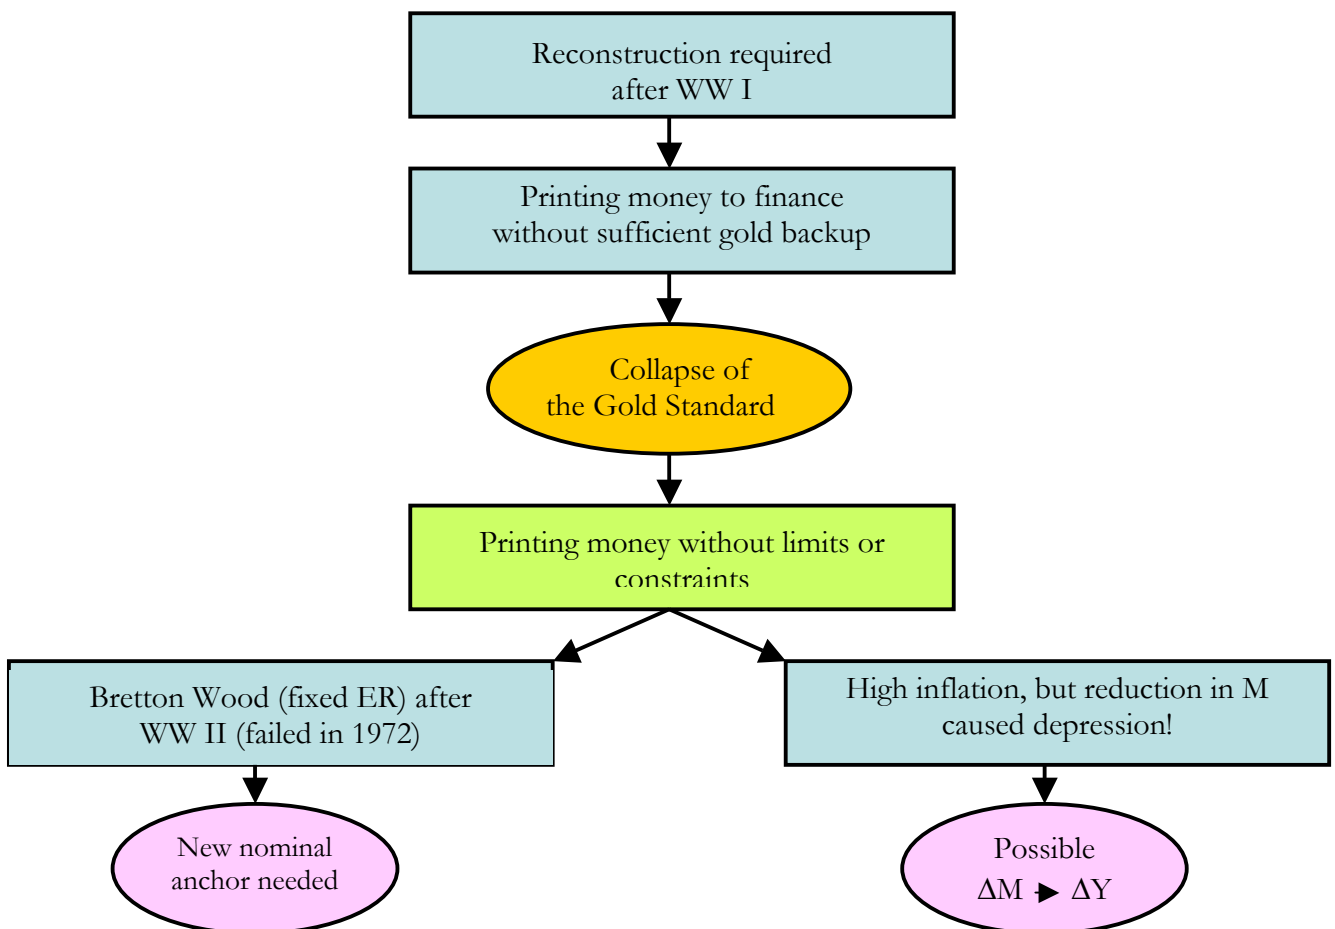 Reconstruction required
after WW I
Printing money to finance
without sufficient gold backup
Collapse of
the Gold Standard
Printing money without limits or
constraints
Bretton Wood (fixed ER) after
WW II (failed in 1972)
High inflation, but reduction in M
caused depression!
New nominal
anchor needed
Possible
ΔM ► ΔY